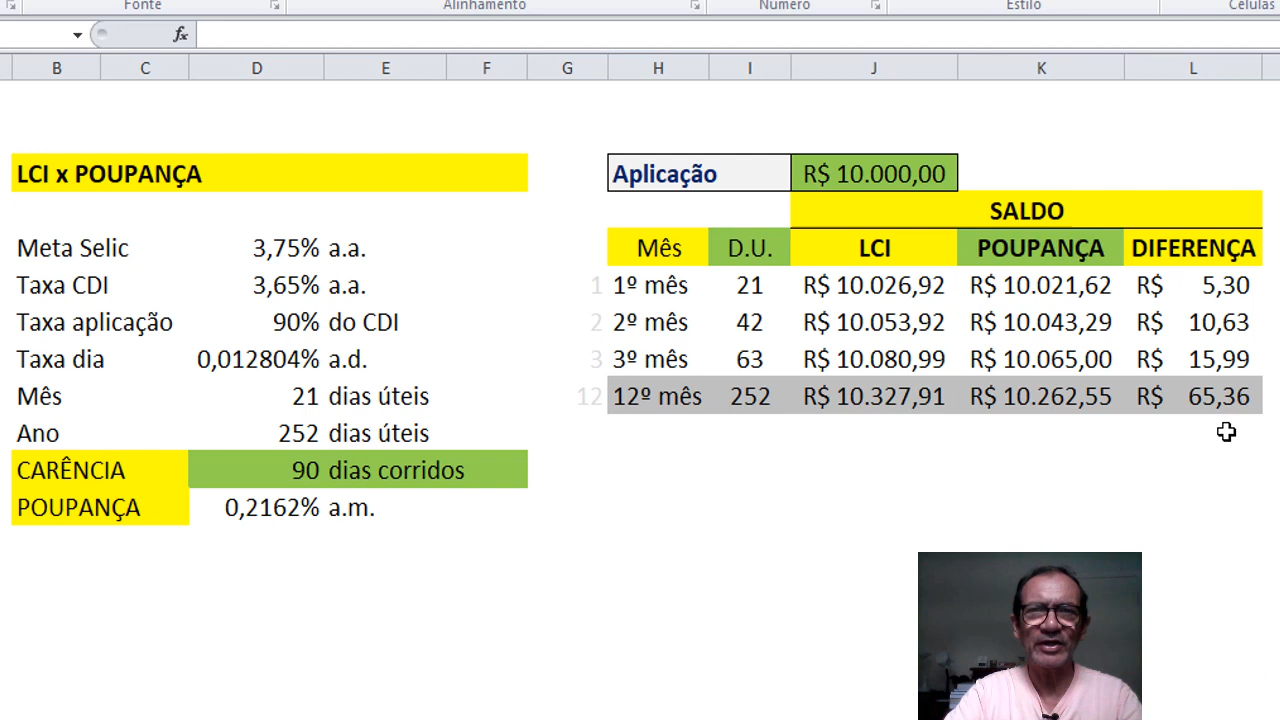 Fonte Alinhamento Número Estilo Células
fx
B C D E F G H I J K L
LCI x POUPANÇA
Meta Selic 3,75% a.a.
Taxa CDI 3,65% a.a.
Taxa aplicação 90% do CDI
Taxa dia 0,012804% a.d.
Mês 21 dias úteis
Ano 252 dias úteis
CARÊNCIA 90 dias corridos
POUPANÇA 0,2162% a.m.
Aplicação R$ 10.000,00
SALDO
Mês D.U. LCI POUPANÇA DIFERENÇA
1 1º mês 21 R$ 10.026,92 R$ 10.021,62 R$ 5,30
2 2º mês 42 R$ 10.053,92 R$ 10.043,29 R$ 10,63
3 3º mês 63 R$ 10.080,99 R$ 10.065,00 R$ 15,99
12 12º mês 252 R$ 10.327,91 R$ 10.262,55 R$ 65,36